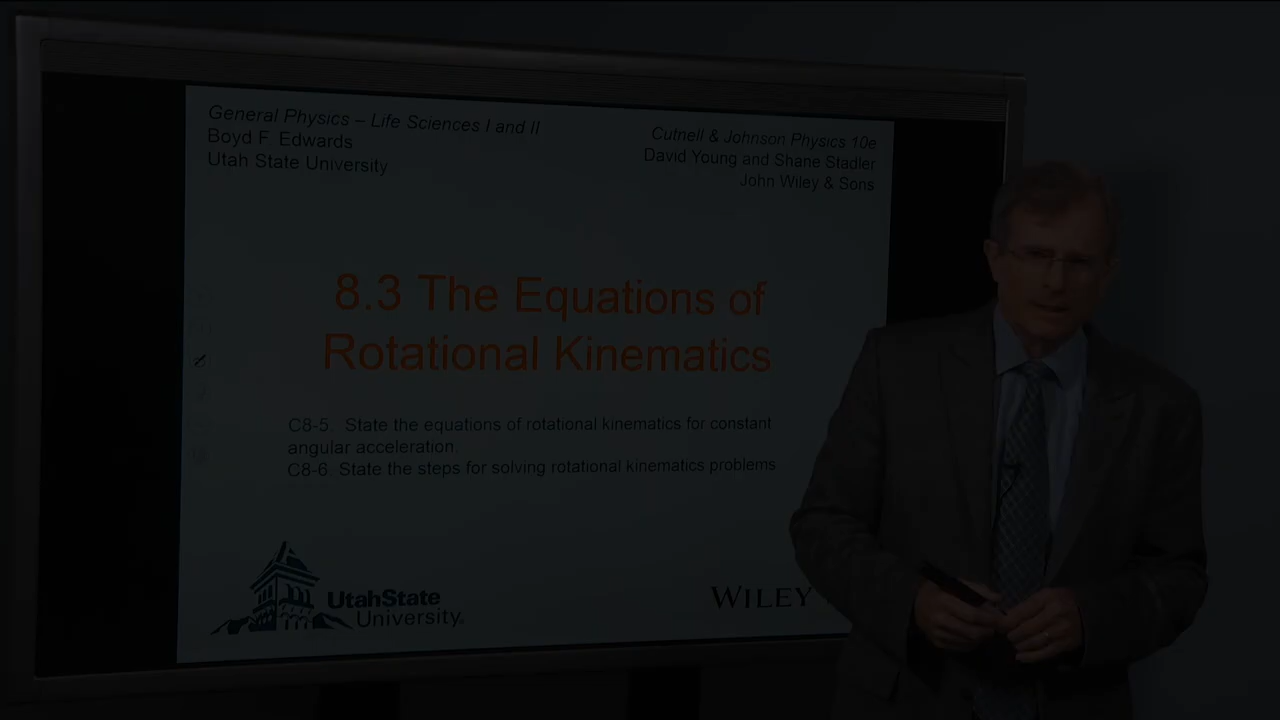 General Physics – Life Sciences I and II
Boyd F. Edwards
Utah State University
Cutnell & Johnson Physics 10e
David Young and Shane Stadler
John Wiley & Sons
8.3 The Equations of
Rotational Kinematics
C8-5. State the equations of rotational kinematics for constant
angular acceleration.
C8-6. State the steps for solving rotational kinematics problems
UtahState
University
WILEY